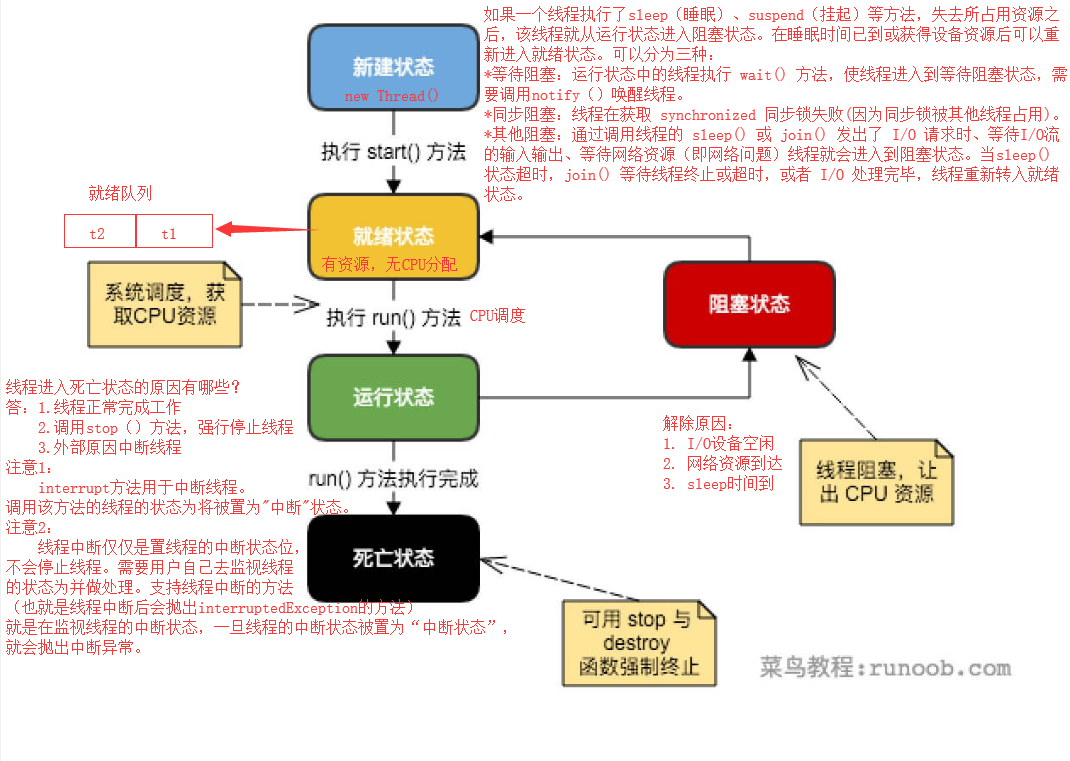 如果一个线程执行了sleep（睡眠）、suspend（挂起）等方法，失去所占用资源之
后，该线程就从运行状态进入阻塞状态。在睡眠时间已到或获得设备资源后可以重
新进入就绪状态。可以分为三种：
*等待阻塞：运行状态中的线程执行 wait() 方法，使线程进入到等待阻塞状态，需
要调用notify（）唤醒线程。
*同步阻塞：线程在获取 synchronized 同步锁失败(因为同步锁被其他线程占用)。
*其他阻塞：通过调用线程的 sleep() 或 join() 发出了 I/O 请求时、等待I/O流
的输入输出、等待网络资源（即网络问题）线程就会进入到阻塞状态。当sleep()
状态超时，join() 等待线程终止或超时，或者 I/O 处理完毕，线程重新转入就绪
状态。
新建状态
new Thread()
执行 start() 方法
就绪队列
t2 t1
就绪状态
有资源，无CPU分配
系统调度，获
取CPU资源
执行 run() 方法 CPU调度
阻塞状态
运行状态
线程进入死亡状态的原因有哪些？
答：1.线程正常完成工作
2.调用stop（）方法，强行停止线程
3.外部原因中断线程
注意1：
interrupt方法用于中断线程。
调用该方法的线程的状态为将被置为"中断"状态。
注意2：
线程中断仅仅是置线程的中断状态位，
不会停止线程。需要用户自己去监视线程
的状态为并做处理。支持线程中断的方法
（也就是线程中断后会抛出interruptedException的方法）
就是在监视线程的中断状态，一旦线程的中断状态被置为“中断状态”，
就会抛出中断异常。
解除原因：
1. I/O设备空闲
2. 网络资源到达
3. sleep时间到
线程阻塞，让
出 CPU 资源
run() 方法执行完成
死亡状态
可用 stop 与
destroy
函数强制终止
菜鸟教程:runoob.com